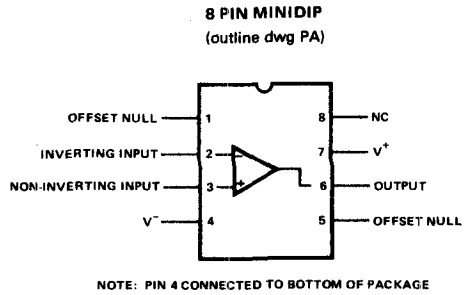 8 PIN MINIDIP
(outline dwg PA)
OFFSET NULL 1 8 NC
INVERTING INPUT 2 − 7 V+
NON-INVERTING INPUT 3 + 6 OUTPUT
V− 4 5 OFFSET NULL
NOTE: PIN 4 CONNECTED TO BOTTOM OF PACKAGE